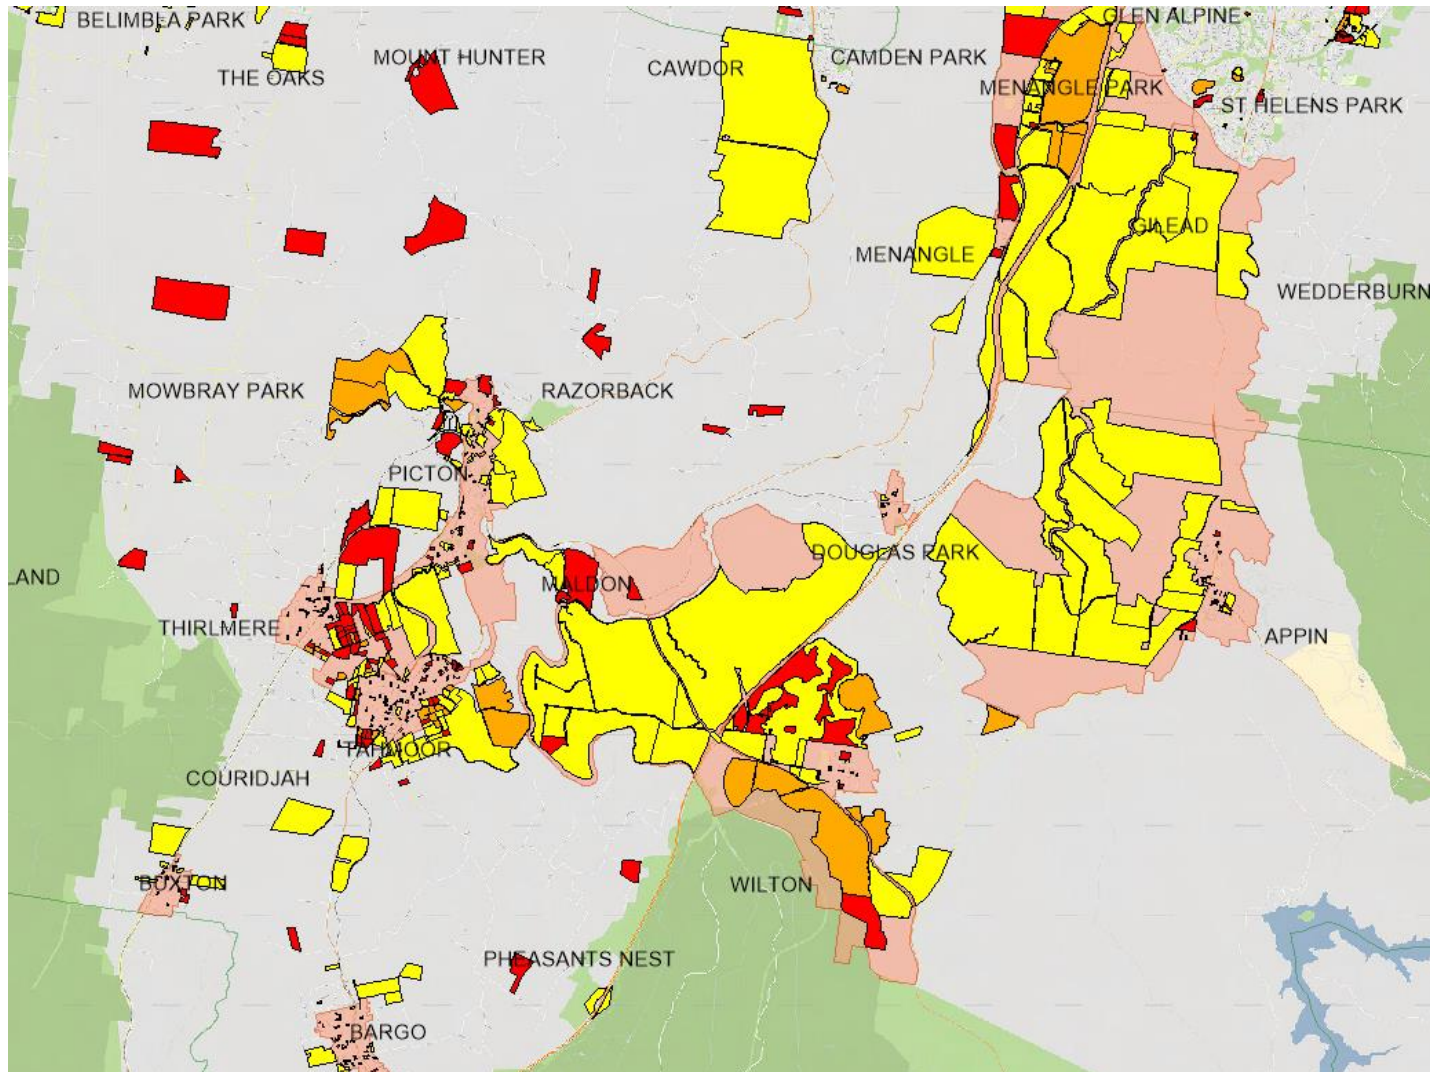 BELIMBLA PARK
GLEN ALPINE
MOUNT HUNTER
CAMDEN PARK
CAWDOR
THE OAKS
MENANGLE PARK
ST HELENS PARK
GILEAD
MENANGLE
WEDDERBURN
MOWBRAY PARK
RAZORBACK
PICTON
DOUGLAS PARK
LAND
MALDON
THIRLMERE
APPIN
TAHMOOR
COURIDJAH
BUXTON
WILTON
PHEASANTS NEST
BARGO